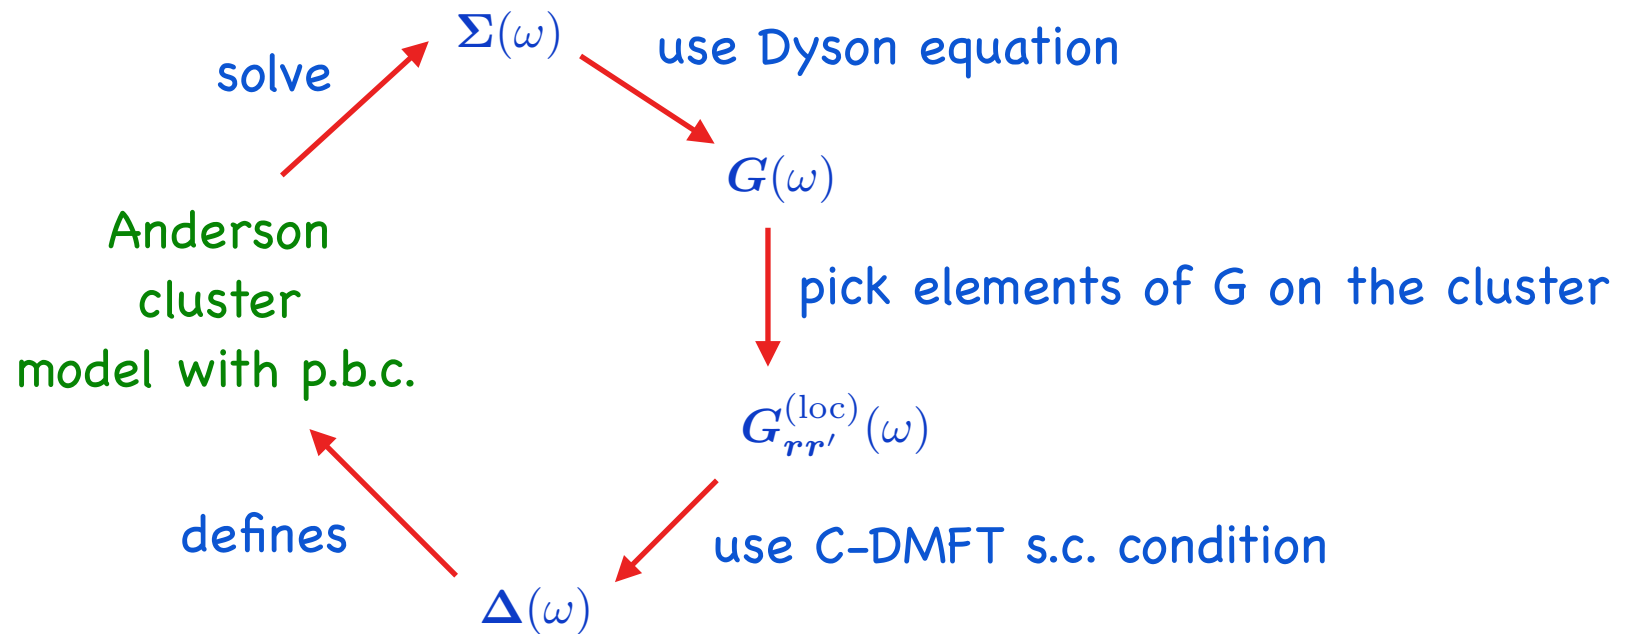 Σ(ω)
use Dyson equation
solve
G(ω)
Anderson
cluster
model with p.b.c.
pick elements of G on the cluster
G_{rr′}^{(loc)}(ω)
defines
use C-DMFT s.c. condition
Δ(ω)